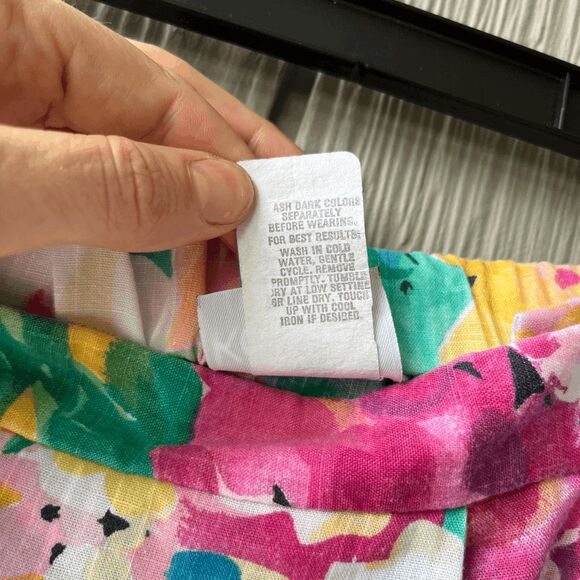 ASH DARK COLORS
SEPARATELY
BEFORE WEARING.
FOR BEST RESULTS:
WASH IN COLD
WATER, GENTLE
CYCLE, REMOVE
PROMPTLY. TUMBLE
DRY AT LOW SETTING
OR LINE DRY. TOUCH
UP WITH COOL
IRON IF DESIRED.